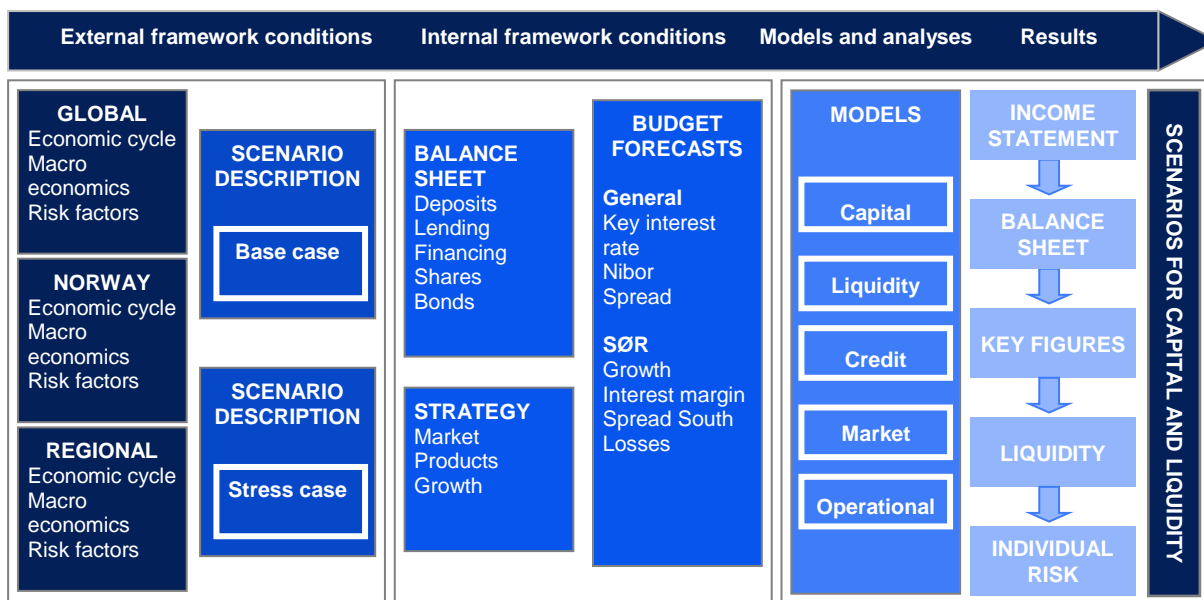 External framework conditions
Internal framework conditions
Models and analyses
Results
GLOBAL
Economic cycle
Macro
economics
Risk factors
NORWAY
Economic cycle
Macro
economics
Risk factors
REGIONAL
Economic cycle
Macro
economics
Risk factors
SCENARIO
DESCRIPTION
Base case
SCENARIO
DESCRIPTION
Stress case
BALANCE
SHEET
Deposits
Lending
Financing
Shares
Bonds
STRATEGY
Market
Products
Growth
BUDGET
FORECASTS
General
Key interest
rate
Nibor
Spread
SØR
Growth
Interest margin
Spread South
Losses
MODELS
Capital
Liquidity
Credit
Market
Operational
INCOME
STATEMENT
BALANCE
SHEET
KEY FIGURES
LIQUIDITY
INDIVIDUAL
RISK
SCENARIOS FOR CAPITAL AND LIQUIDITY